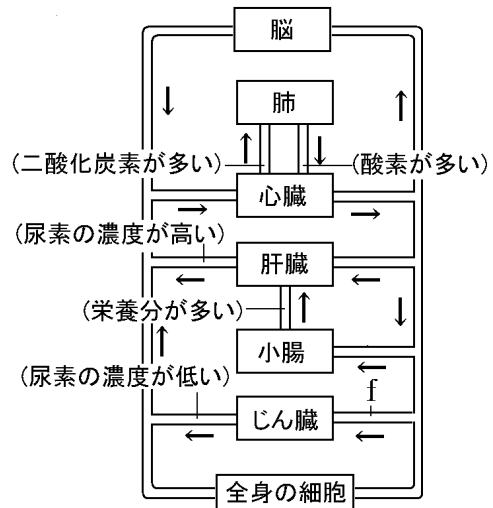 脳
肺
(二酸化炭素が多い)
(酸素が多い)
心臓
(尿素の濃度が高い)
肝臓
(栄養分が多い)
小腸
(尿素の濃度が低い)
f
じん臓
全身の細胞